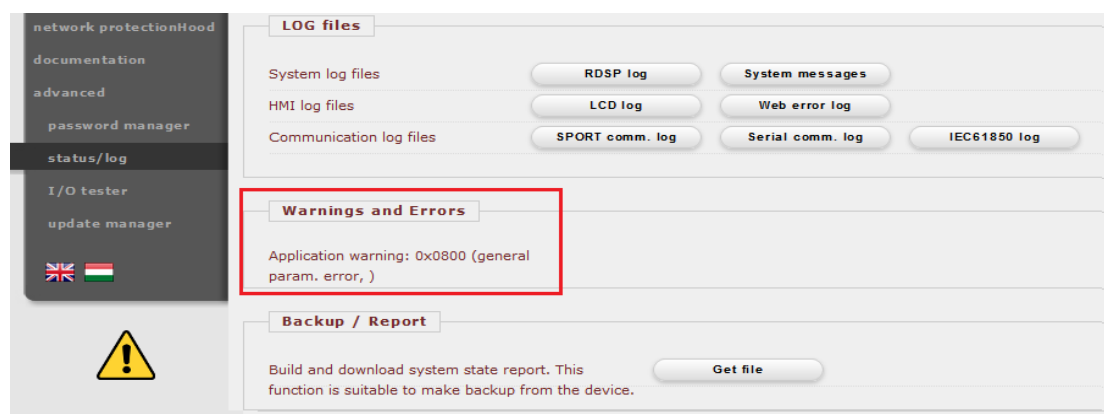 network protectionHood
documentation
advanced
password manager
status/log
I/O tester
update manager
LOG files
System log files RDSP log System messages
HMI log files LCD log Web error log
Communication log files SPORT comm. log Serial comm. log IEC61850 log
Warnings and Errors
Application warning: 0x0800 (general
param. error, )
Backup / Report
Build and download system state report. This Get file
function is suitable to make backup from the device.